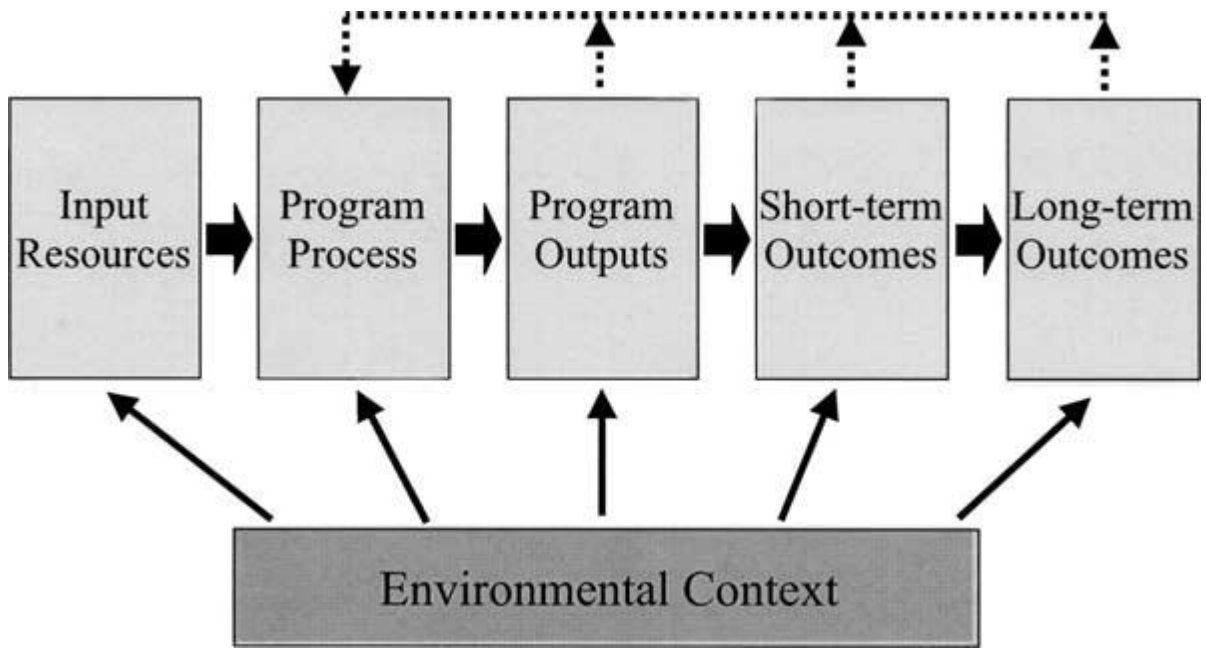 Input
Resources
Program
Process
Program
Outputs
Short-term
Outcomes
Long-term
Outcomes
Environmental Context